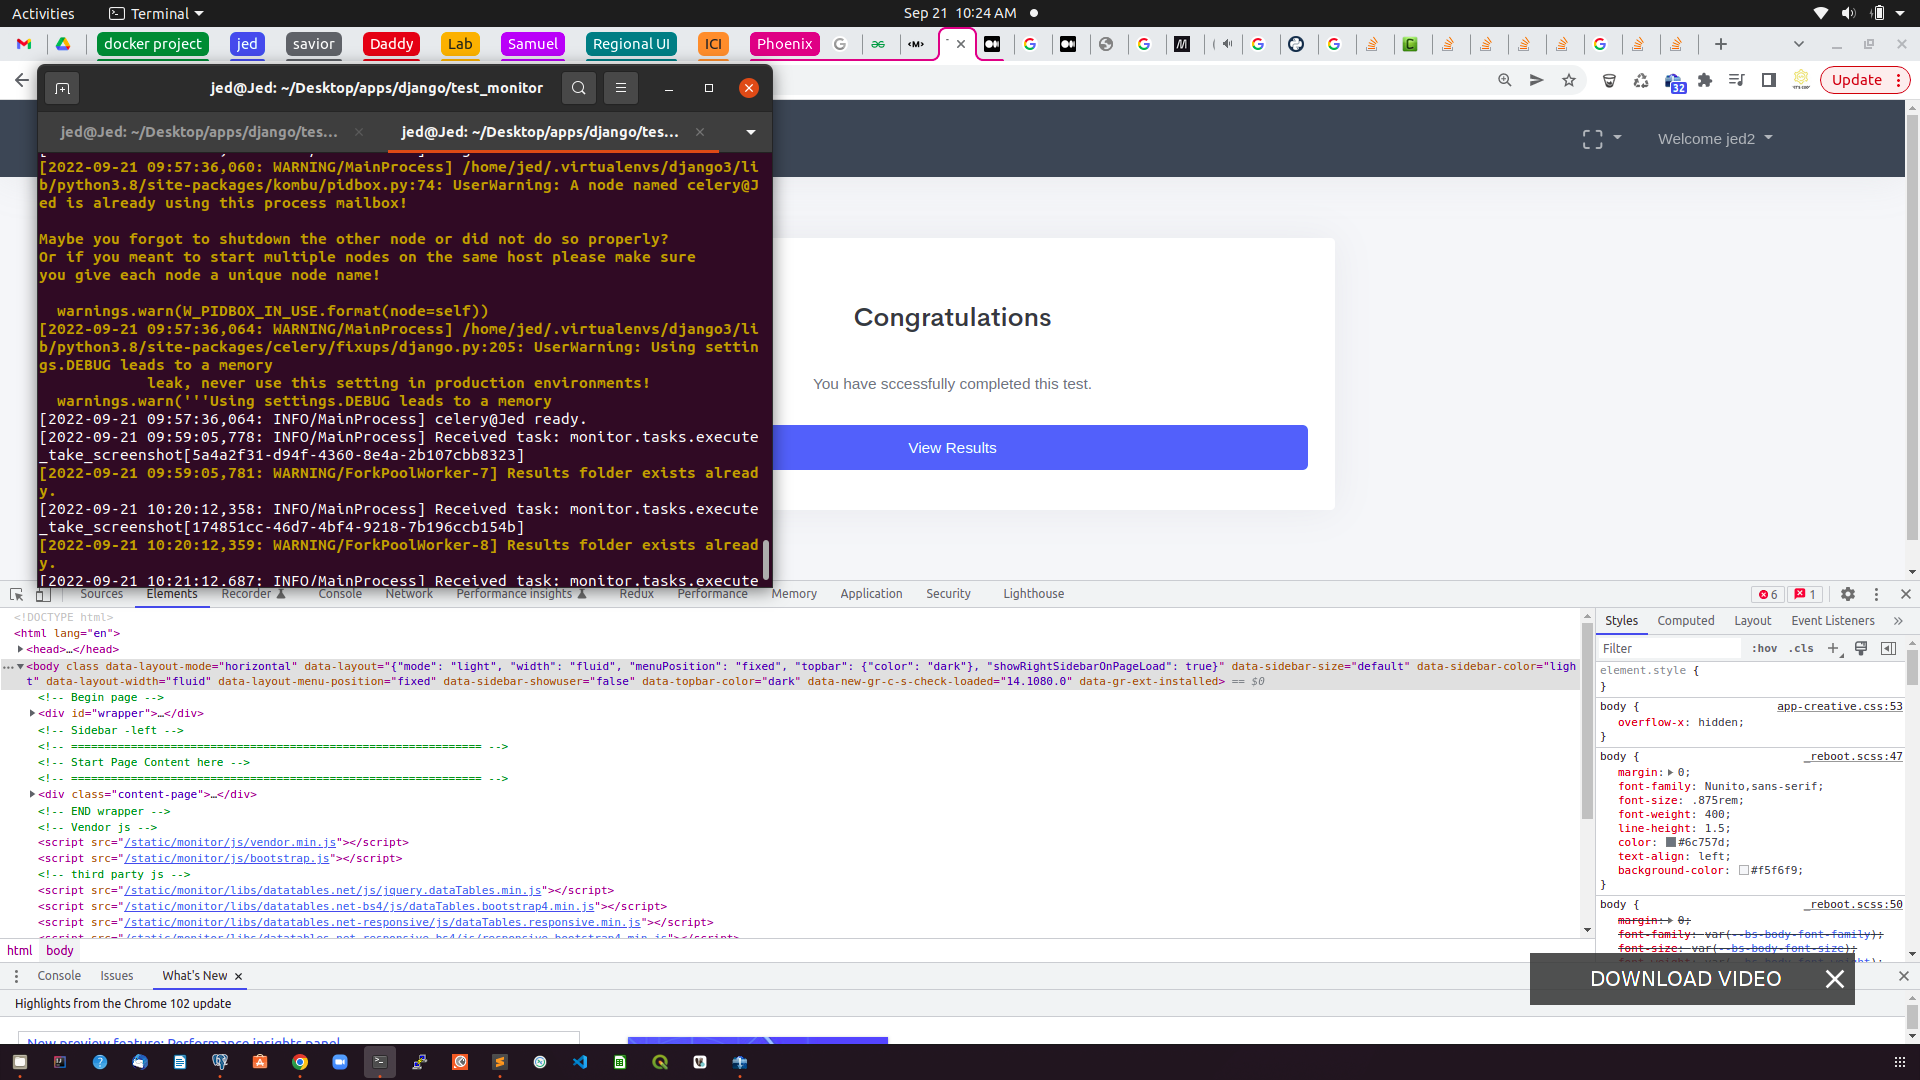 Activities
Terminal
Sep 21 10:24 AM
docker project
jed
savior
Daddy
Lab
Samuel
Regional UI
ICI
Phoenix
32
Update
jed@Jed: ~/Desktop/apps/django/test_monitor
jed@Jed: ~/Desktop/apps/django/tes...
jed@Jed: ~/Desktop/apps/django/tes...
Welcome jed2
[2022-09-21 09:57:36,060: WARNING/MainProcess] /home/jed/.virtualenvs/django3/li
b/python3.8/site-packages/kombu/pidbox.py:74: UserWarning: A node named celery@J
ed is already using this process mailbox!
Maybe you forgot to shutdown the other node or did not do so properly?
Or if you meant to start multiple nodes on the same host please make sure
you give each node a unique node name!
warnings.warn(W_PIDBOX_IN_USE.format(node=self))
[2022-09-21 09:57:36,064: WARNING/MainProcess] /home/jed/.virtualenvs/django3/li
b/python3.8/site-packages/celery/fixups/django.py:205: UserWarning: Using settin
gs.DEBUG leads to a memory
leak, never use this setting in production environments!
warnings.warn('''Using settings.DEBUG leads to a memory
[2022-09-21 09:57:36,064: INFO/MainProcess] celery@Jed ready.
[2022-09-21 09:59:05,778: INFO/MainProcess] Received task: monitor.tasks.execute
_take_screenshot[5a4a2f31-d94f-4360-8e4a-2b107cbb8323]
[2022-09-21 09:59:05,781: WARNING/ForkPoolWorker-7] Results folder exists alread
y.
[2022-09-21 10:20:12,358: INFO/MainProcess] Received task: monitor.tasks.execute
_take_screenshot[174851cc-46d7-4bf4-9218-7b196ccb154b]
[2022-09-21 10:20:12,359: WARNING/ForkPoolWorker-8] Results folder exists alread
y.
[2022-09-21 10:21:12,687: INFO/MainProcess] Received task: monitor.tasks.execute
Congratulations
You have sccessfully completed this test.
View Results
Sources
Elements
Recorder
Console
Network
Performance insights
Redux
Performance
Memory
Application
Security
Lighthouse
6
1
<!DOCTYPE html>
<html lang="en">
<head>…</head>
<body class data-layout-mode="horizontal" data-layout="{"mode": "light", "width": "fluid", "menuPosition": "fixed", "topbar": {"color": "dark"}, "showRightSidebarOnPageLoad": true}" data-sidebar-size="default" data-sidebar-color="ligh
t" data-layout-width="fluid" data-layout-menu-position="fixed" data-sidebar-showuser="false" data-topbar-color="dark" data-new-gr-c-s-check-loaded="14.1080.0" data-gr-ext-installed> == $0
<!-- Begin page -->
<div id="wrapper">…</div>
<!-- Sidebar -left -->
<!-- ============================================================== -->
<!-- Start Page Content here -->
<!-- ============================================================== -->
<div class="content-page">…</div>
<!-- END wrapper -->
<!-- Vendor js -->
<script src="/static/monitor/js/vendor.min.js"></script>
<script src="/static/monitor/js/bootstrap.js"></script>
<!-- third party js -->
<script src="/static/monitor/libs/datatables.net/js/jquery.dataTables.min.js"></script>
<script src="/static/monitor/libs/datatables.net-bs4/js/dataTables.bootstrap4.min.js"></script>
<script src="/static/monitor/libs/datatables.net-responsive/js/dataTables.responsive.min.js"></script>
html
body
Styles
Computed
Layout
Event Listeners
Filter
:hov
.cls
element.style {
}
body {
app-creative.css:53
overflow-x: hidden;
}
body {
_reboot.scss:47
margin: 0;
font-family: Nunito,sans-serif;
font-size: .875rem;
font-weight: 400;
line-height: 1.5;
color: #6c757d;
text-align: left;
background-color: #f5f6f9;
}
body {
_reboot.scss:50
margin: 0;
font-family: var(--bs-body-font-family);
font-size: var(--bs-body-font-size);
Console
Issues
What's New
Highlights from the Chrome 102 update
New preview feature: Performance insights panel
DOWNLOAD VIDEO